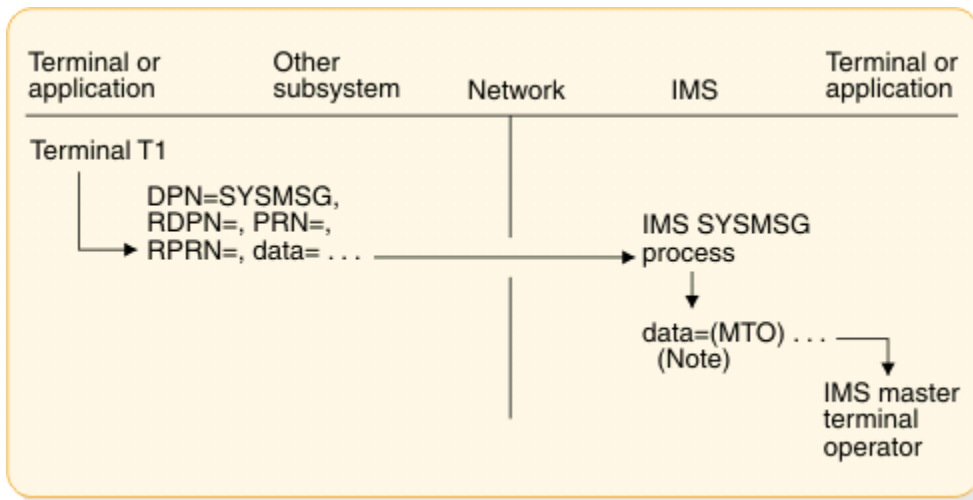 Terminal or
application
Other
subsystem
Network
IMS
Terminal or
application
Terminal T1
DPN=SYSMSG,
RDPN=, PRN=,
RPRN=, data= . . .
IMS SYSMSG
process
data=(MTO) . . .
(Note)
IMS master
terminal
operator